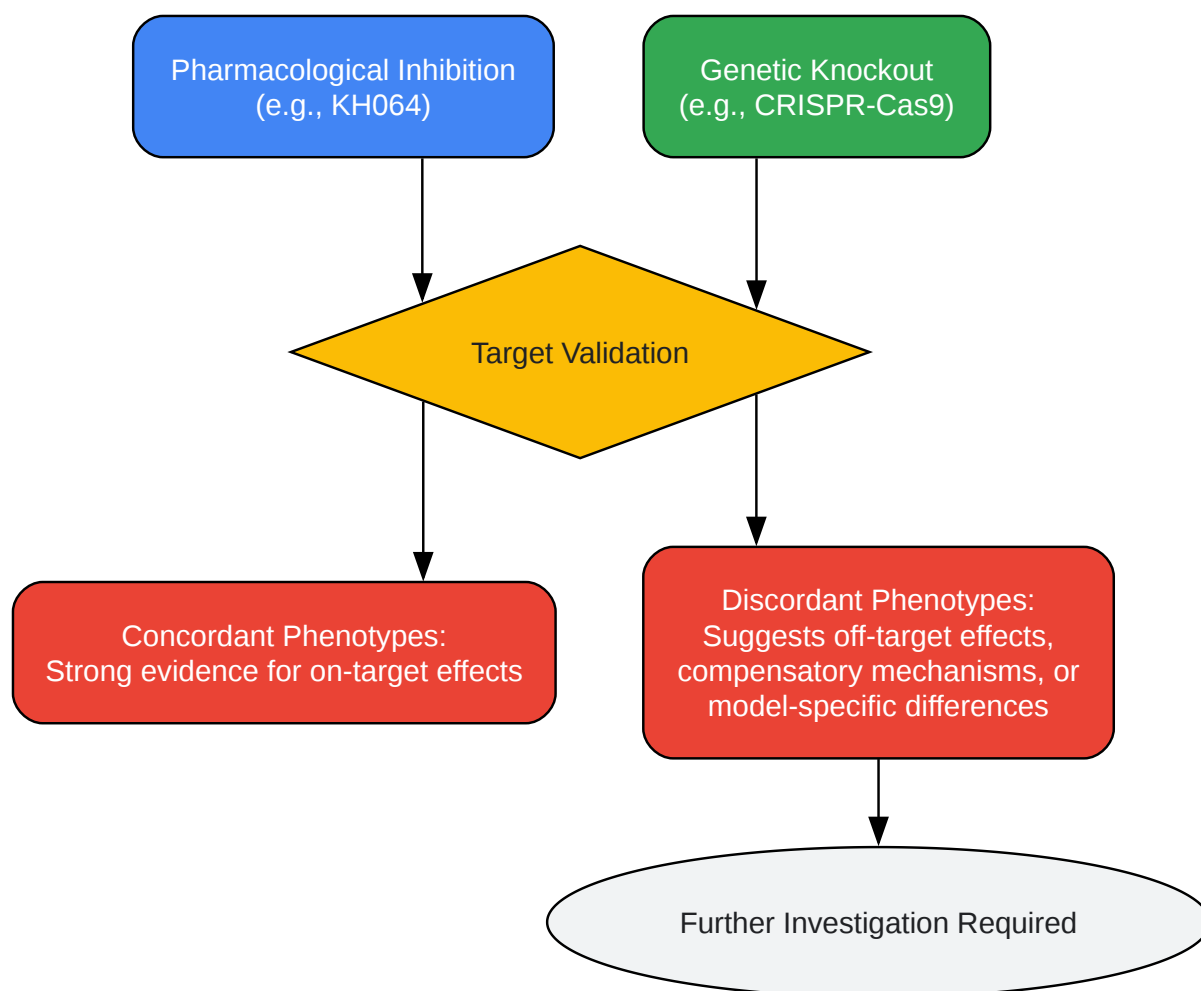 Pharmacological Inhibition
(e.g., KH064)
Genetic Knockout
(e.g., CRISPR-Cas9)
Target Validation
Concordant Phenotypes:
Strong evidence for on-target effects
Discordant Phenotypes:
Suggests off-target effects,
compensatory mechanisms, or
model-specific differences
Further Investigation Required